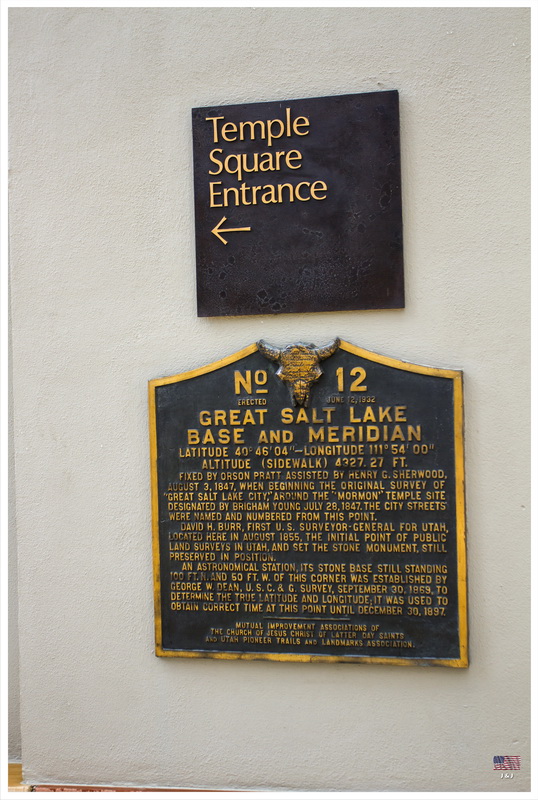 Temple
Square
Entrance
←
No 12
ERECTED JUNE 12, 1932
GREAT SALT LAKE
BASE AND MERIDIAN
LATITUDE 40° 46' 04"—LONGITUDE 111° 54' 00"
ALTITUDE (SIDEWALK) 4327.27 FT.
FIXED BY ORSON PRATT ASSISTED BY HENRY G. SHERWOOD,
AUGUST 3, 1847, WHEN BEGINNING THE ORIGINAL SURVEY OF
"GREAT SALT LAKE CITY," AROUND THE "MORMON" TEMPLE SITE
DESIGNATED BY BRIGHAM YOUNG JULY 28, 1847. THE CITY STREETS
WERE NAMED AND NUMBERED FROM THIS POINT.
DAVID H. BURR, FIRST U. S. SURVEYOR-GENERAL FOR UTAH,
LOCATED HERE IN AUGUST 1855, THE INITIAL POINT OF PUBLIC
LAND SURVEYS IN UTAH, AND SET THE STONE MONUMENT, STILL
PRESERVED IN POSITION.
AN ASTRONOMICAL STATION, ITS STONE BASE STILL STANDING
100 FT. N. AND 50 FT. W. OF THIS CORNER WAS ESTABLISHED BY
GEORGE W. DEAN, U. S. C. & G. SURVEY, SEPTEMBER 30, 1869, TO
DETERMINE THE TRUE LATITUDE AND LONGITUDE; IT WAS USED TO
OBTAIN CORRECT TIME AT THIS POINT UNTIL DECEMBER 30, 1897.
MUTUAL IMPROVEMENT ASSOCIATIONS OF
THE CHURCH OF JESUS CHRIST OF LATTER DAY SAINTS
AND UTAH PIONEER TRAILS AND LANDMARKS ASSOCIATION.